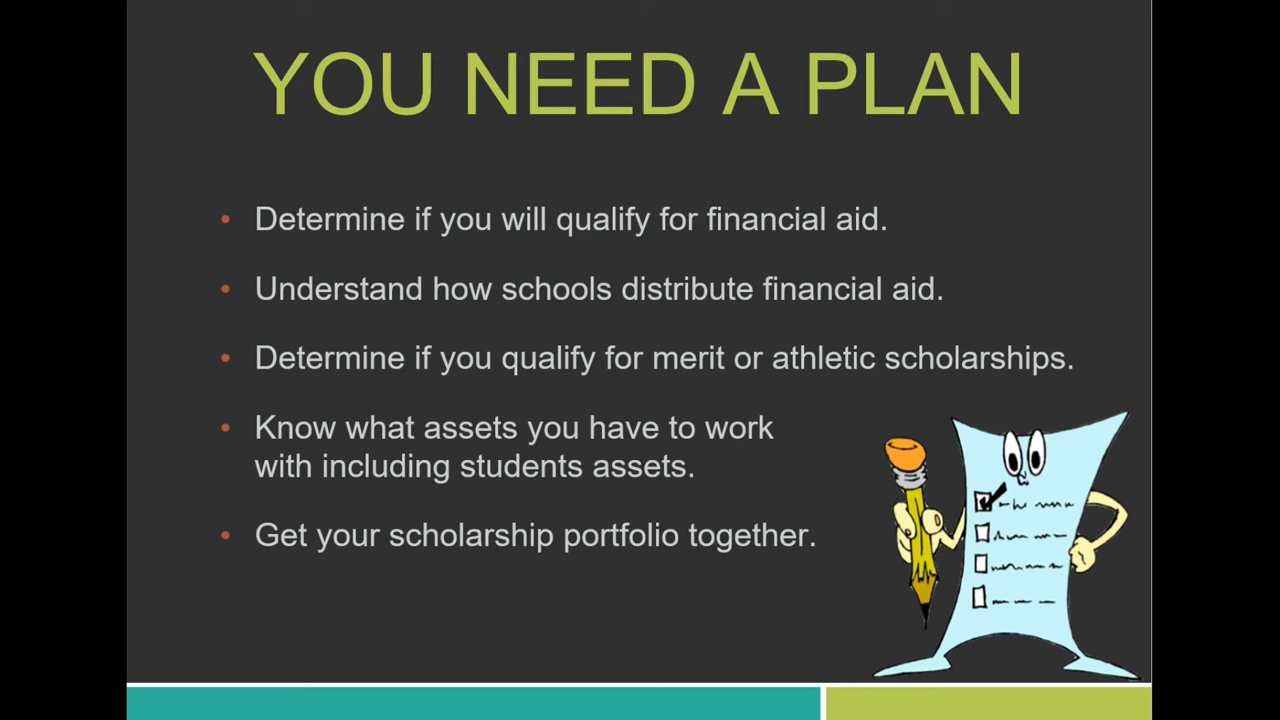 YOU NEED A PLAN
• Determine if you will qualify for financial aid.
• Understand how schools distribute financial aid.
• Determine if you qualify for merit or athletic scholarships.
• Know what assets you have to work
with including students assets.
• Get your scholarship portfolio together.